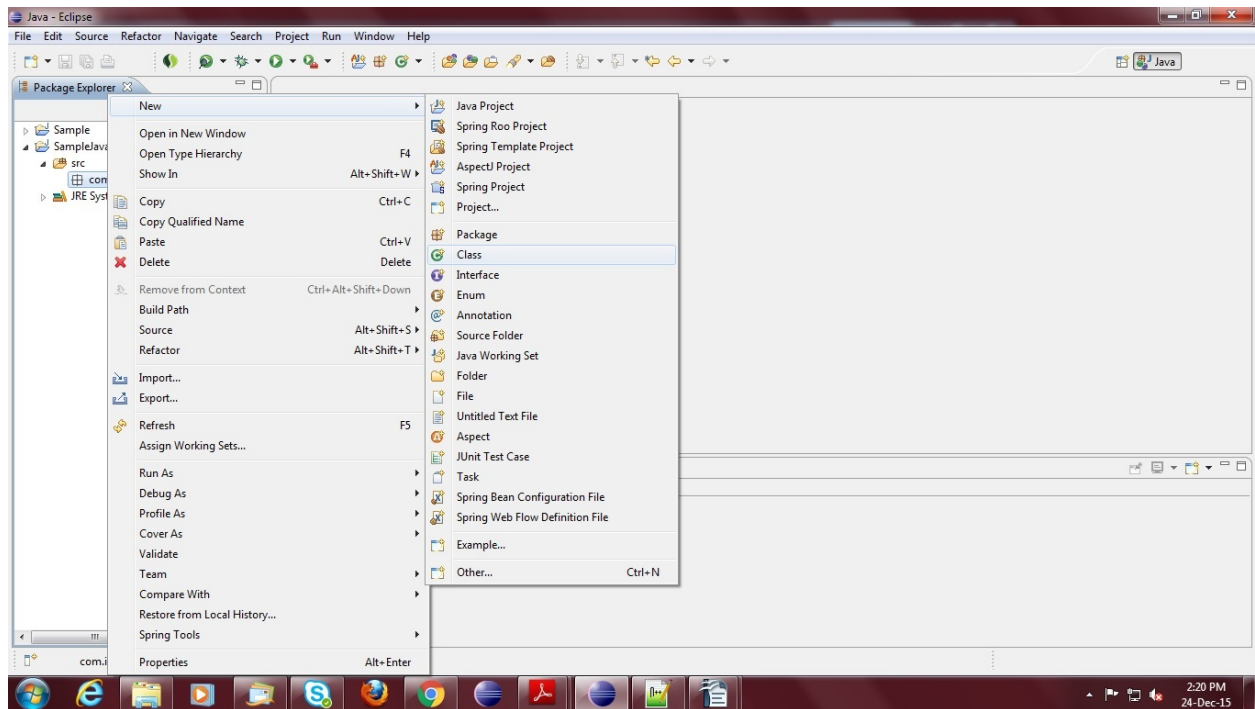 Java - Eclipse
File Edit Source Refactor Navigate Search Project Run Window Help
Java
Package Explorer
Sample
SampleJava
src
com
JRE Syst
New
Open in New Window
Open Type Hierarchy F4
Show In Alt+Shift+W
Copy Ctrl+C
Copy Qualified Name
Paste Ctrl+V
Delete Delete
Remove from Context Ctrl+Alt+Shift+Down
Build Path
Source Alt+Shift+S
Refactor Alt+Shift+T
Import...
Export...
Refresh F5
Assign Working Sets...
Run As
Debug As
Profile As
Cover As
Validate
Team
Compare With
Restore from Local History...
Spring Tools
Properties Alt+Enter
Java Project
Spring Roo Project
Spring Template Project
AspectJ Project
Spring Project
Project...
Package
Class
Interface
Enum
Annotation
Source Folder
Java Working Set
Folder
File
Untitled Text File
Aspect
JUnit Test Case
Task
Spring Bean Configuration File
Spring Web Flow Definition File
Example...
Other... Ctrl+N
com.i
2:20 PM
24-Dec-15